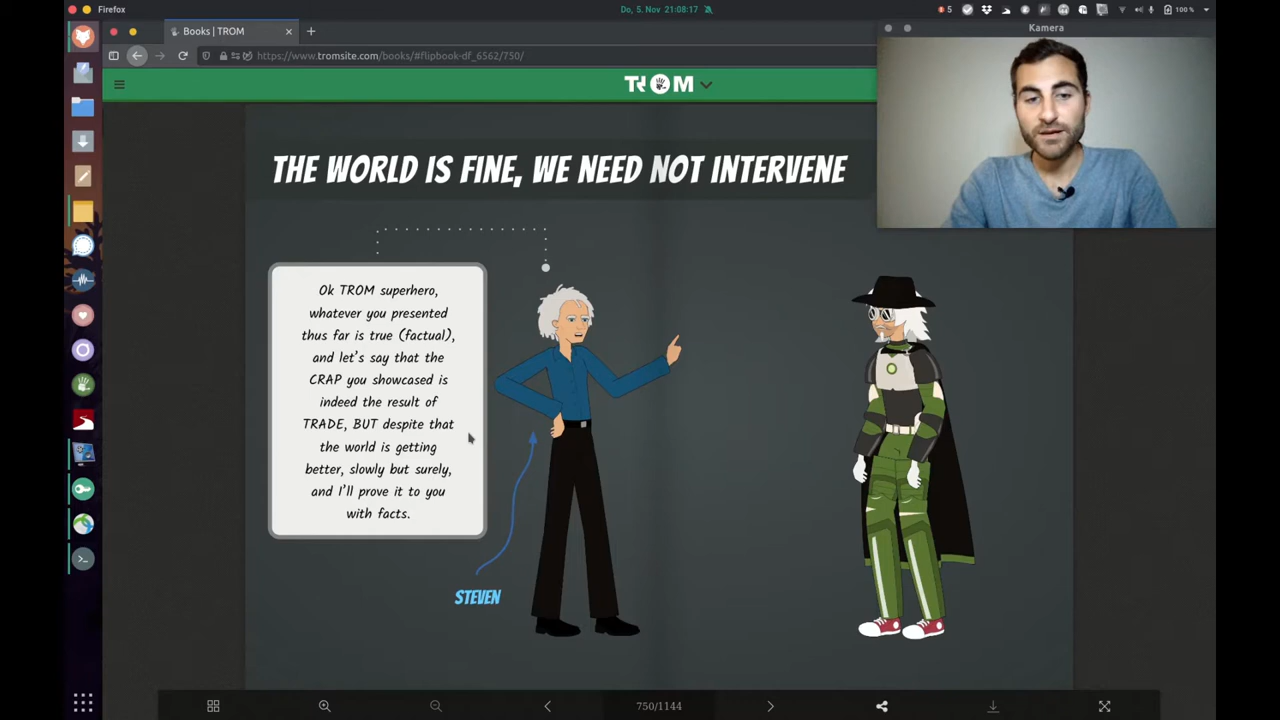 Firefox
Do, 5. Nov 21:08:17
5
100 %
Books | TROM
https://www.tromsite.com/books/#flipbook-df_6562/750/
Kamera
TROM
THE WORLD IS FINE, WE NEED NOT INTERVENE
Ok TROM superhero,
whatever you presented
thus far is true (factual),
and let's say that the
CRAP you showcased is
indeed the result of
TRADE, BUT despite that
the world is getting
better, slowly but surely,
and I'll prove it to you
with facts.
STEVEN
750/1144